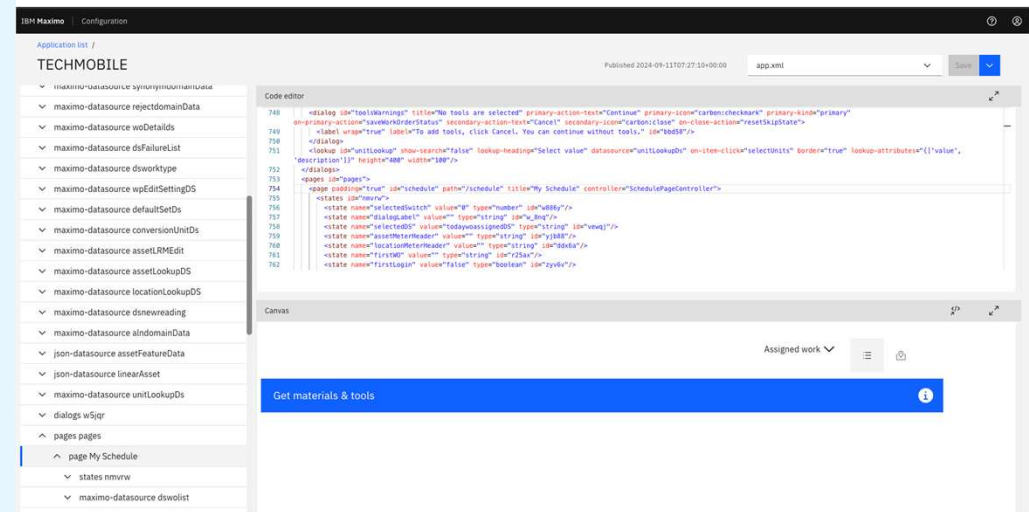 IBM Maximo | Configuration
Application list /
TECHMOBILE
Published 2024-09-11T07:27:10+00:00
app.xml
Save
maximo-datasource synonymdomainData
maximo-datasource rejectdomainData
maximo-datasource woDetailds
maximo-datasource dsFailureList
maximo-datasource dsworktype
maximo-datasource wpEditSettingDS
maximo-datasource defaultSetDs
maximo-datasource conversionUnitDs
maximo-datasource assetLRMEdit
maximo-datasource assetLookupDS
maximo-datasource locationLookupDS
maximo-datasource dsnewreading
maximo-datasource alndomainData
json-datasource assetFeatureData
json-datasource linearAsset
maximo-datasource unitLookupDs
dialogs w5jqr
pages pages
page My Schedule
states nmvrw
maximo-datasource dswolist
Code editor
748 <dialog id="toolsWarnings" title="No tools are selected" primary-action-text="Continue" primary-icon="carbon:checkmark" primary-kind="primary"
on-primary-action="saveWorkOrderStatus" secondary-action-text="Cancel" secondary-icon="carbon:close" on-close-action="resetSkipState">
749 <label wrap="true" label="To add tools, click Cancel. You can continue without tools." id="bbd58"/>
750 </dialog>
751 <lookup id="unitLookup" show-search="false" lookup-heading="Select value" datasource="unitLookupDs" on-item-click="selectUnits" border="true" lookup-attributes="{['value',
'description']}" height="400" width="100"/>
752 </dialogs>
753 <pages id="pages">
754 <page padding="true" id="schedule" path="/schedule" title="My Schedule" controller="SchedulePageController">
755 <states id="nmvrw">
756 <state name="selectedSwitch" value="0" type="number" id="w886y"/>
757 <state name="dialogLabel" value="" type="string" id="w_8nq"/>
758 <state name="selectedDS" value="todaywoassignedDS" type="string" id="vewqj"/>
759 <state name="assetMeterHeader" value="" type="string" id="yjb88"/>
760 <state name="locationMeterHeader" value="" type="string" id="ddx6a"/>
761 <state name="firstWO" value="" type="string" id="r25ax"/>
762 <state name="firstLogin" value="false" type="boolean" id="zyv6v"/>
Canvas
Assigned work
Get materials & tools